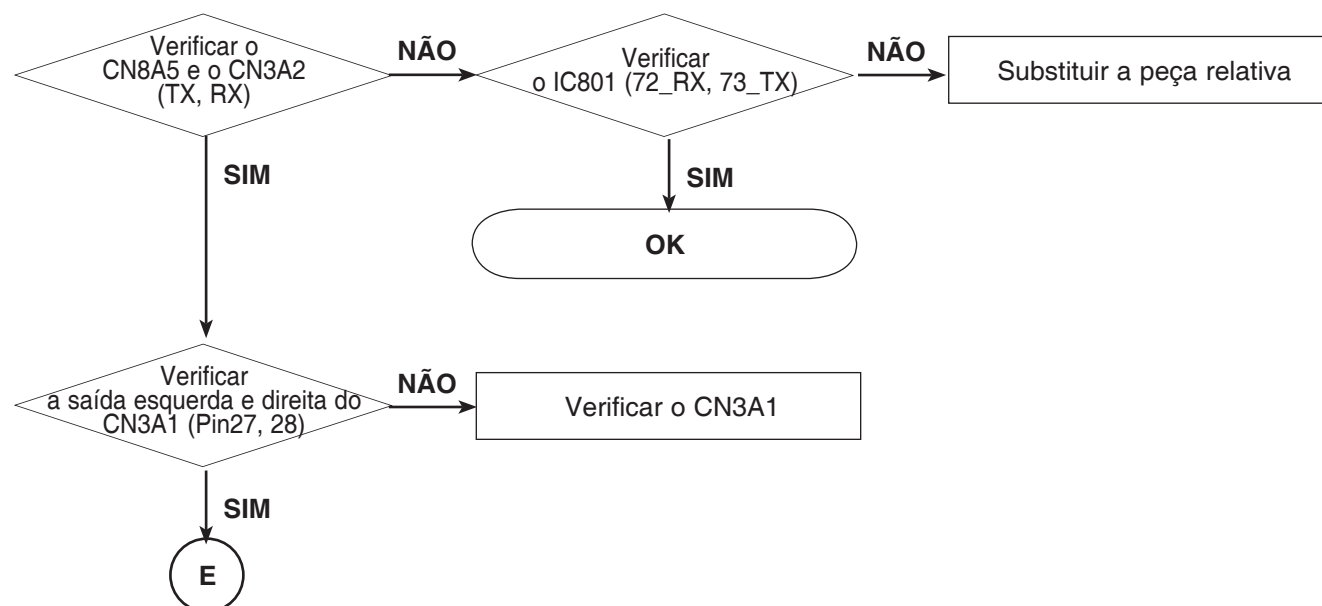 Verificar o
CN8A5 e o CN3A2
(TX, RX)
NÃO
Verificar
o IC801 (72_RX, 73_TX)
NÃO
Substituir a peça relativa
SIM
SIM
OK
Verificar
a saída esquerda e direita do
CN3A1 (Pin27, 28)
NÃO
Verificar o CN3A1
SIM
E